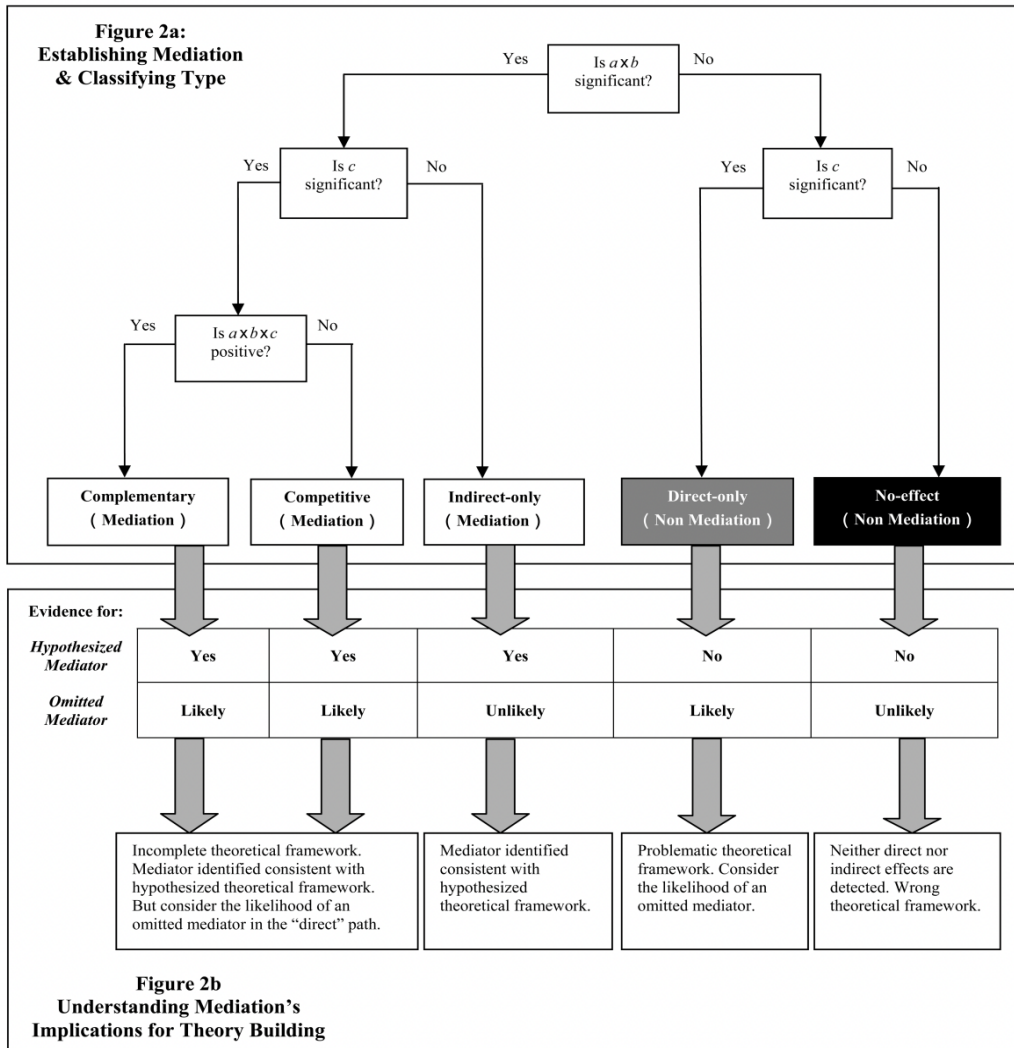 Figure 2a:
Establishing Mediation
& Classifying Type
Yes
Is a x b
significant?
No
Yes
Is c
significant?
No
Yes
Is c
significant?
No
Yes
Is a x b x c
positive?
No
Complementary
( Mediation )
Competitive
( Mediation )
Indirect-only
( Mediation )
Direct-only
( Non Mediation )
No-effect
( Non Mediation )
Evidence for:
Hypothesized
Mediator
Yes
Yes
Yes
No
No
Omitted
Mediator
Likely
Likely
Unlikely
Likely
Unlikely
Incomplete theoretical framework.
Mediator identified consistent with
hypothesized theoretical framework.
But consider the likelihood of an
omitted mediator in the “direct” path.
Mediator identified
consistent with
hypothesized
theoretical framework.
Problematic theoretical
framework. Consider
the likelihood of an
omitted mediator.
Neither direct nor
indirect effects are
detected. Wrong
theoretical framework.
Figure 2b
Understanding Mediation’s
Implications for Theory Building